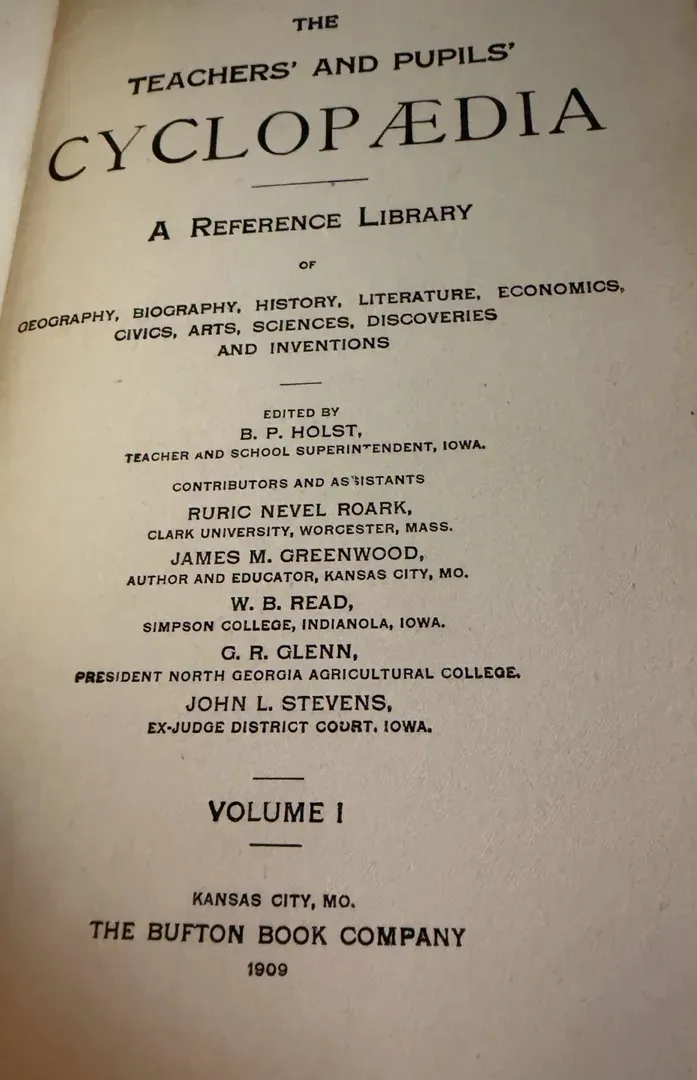 THE
TEACHERS' AND PUPILS'
CYCLOPÆDIA
A REFERENCE LIBRARY
OF
GEOGRAPHY, BIOGRAPHY, HISTORY, LITERATURE, ECONOMICS,
CIVICS, ARTS, SCIENCES, DISCOVERIES
AND INVENTIONS
EDITED BY
B. P. HOLST,
TEACHER AND SCHOOL SUPERINTENDENT, IOWA.
CONTRIBUTORS AND ASSISTANTS
RURIC NEVEL ROARK,
CLARK UNIVERSITY, WORCESTER, MASS.
JAMES M. GREENWOOD,
AUTHOR AND EDUCATOR, KANSAS CITY, MO.
W. B. READ,
SIMPSON COLLEGE, INDIANOLA, IOWA.
G. R. GLENN,
PRESIDENT NORTH GEORGIA AGRICULTURAL COLLEGE.
JOHN L. STEVENS,
EX-JUDGE DISTRICT COURT, IOWA.
VOLUME I
KANSAS CITY, MO.
THE BUFTON BOOK COMPANY
1909